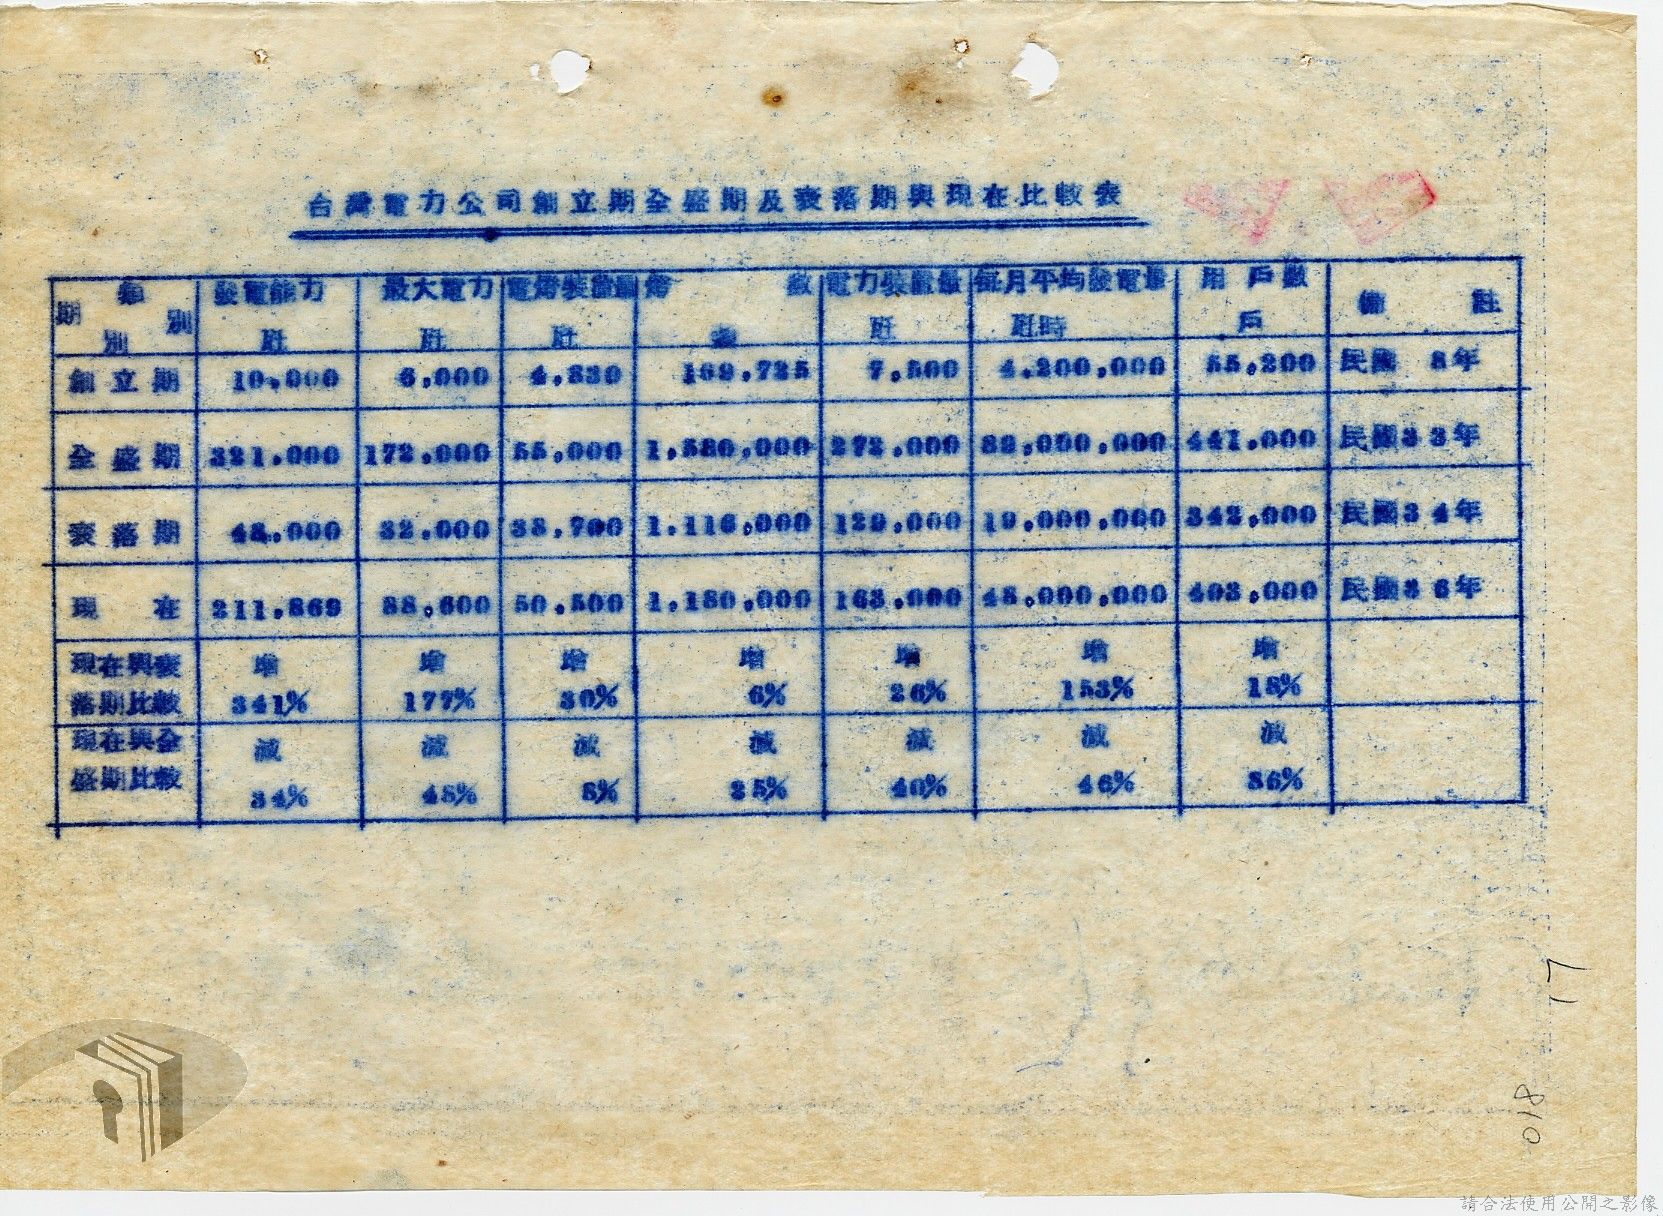 台灣電力公司創立期全盛期及衰落期與現在比較表
期別 類別 發電能力 瓩 最大電力 瓩 電燈裝置量 瓩 燈數 盞 電力裝置量 瓩 每月平均發電量 瓩時 用戶數 戶 備註
創立期 10,000 6,000 4,330 169,725 7,500 4,200,000 55,200 民國 8年
全盛期 321,000 172,000 55,000 1,580,000 272,000 89,000,000 441,000 民國33年
衰落期 48,000 32,000 38,700 1,116,000 129,000 19,000,000 342,000 民國34年
現在 211,869 88,600 50,500 1,180,000 163,000 48,000,000 403,000 民國36年
現在與衰落期比較 增 341% 增 177% 增 30% 增 6% 增 26% 增 153% 增 18%
現在與全盛期比較 減 34% 減 48% 減 8% 減 25% 減 40% 減 46% 減
17
018
請合法使用公開之影像